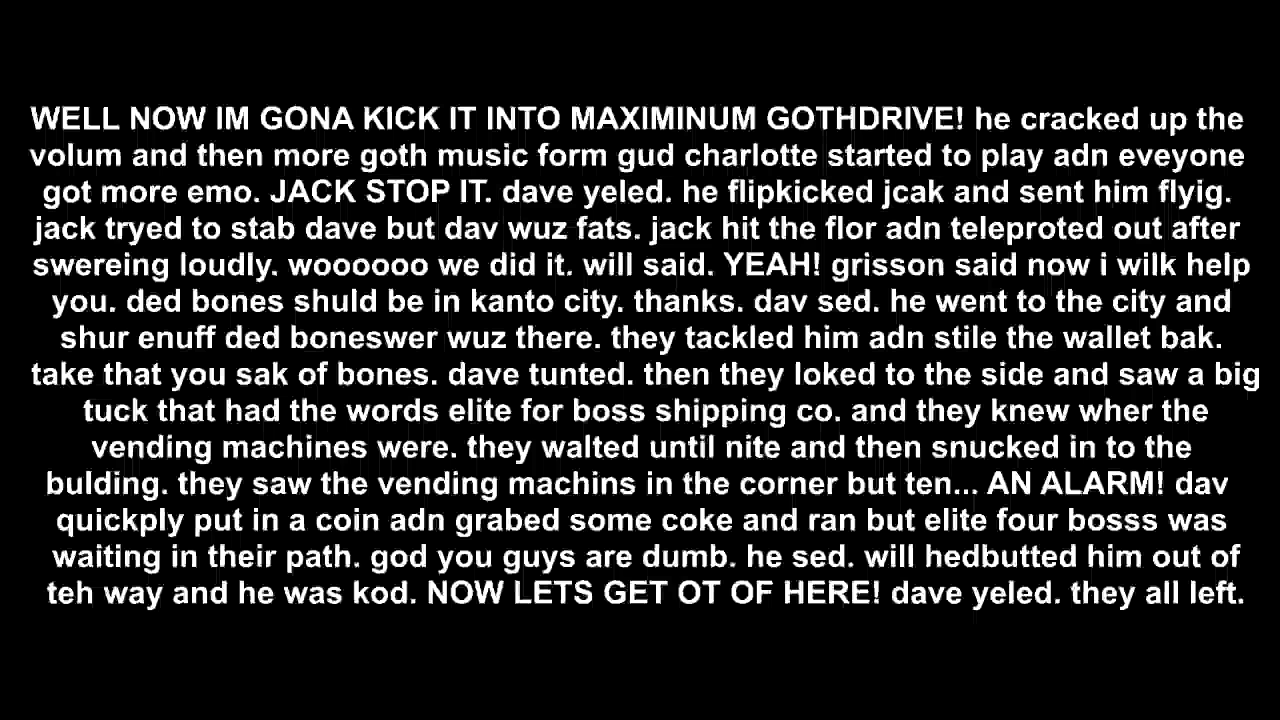 WELL NOW IM GONA KICK IT INTO MAXIMINUM GOTHDRIVE! he cracked up the
volum and then more goth music form gud charlotte started to play adn eveyone
got more emo. JACK STOP IT. dave yeled. he flipkicked jcak and sent him flyig.
jack tryed to stab dave but dav wuz fats. jack hit the flor adn teleproted out after
swereing loudly. woooooo we did it. will said. YEAH! grisson said now i wilk help
you. ded bones shuld be in kanto city. thanks. dav sed. he went to the city and
shur enuff ded boneswer wuz there. they tackled him adn stile the wallet bak.
take that you sak of bones. dave tunted. then they loked to the side and saw a big
tuck that had the words elite for boss shipping co. and they knew wher the
vending machines were. they walted until nite and then snucked in to the
bulding. they saw the vending machins in the corner but ten... AN ALARM! dav
quickply put in a coin adn grabed some coke and ran but elite four bosss was
waiting in their path. god you guys are dumb. he sed. will hedbutted him out of
teh way and he was kod. NOW LETS GET OT OF HERE! dave yeled. they all left.